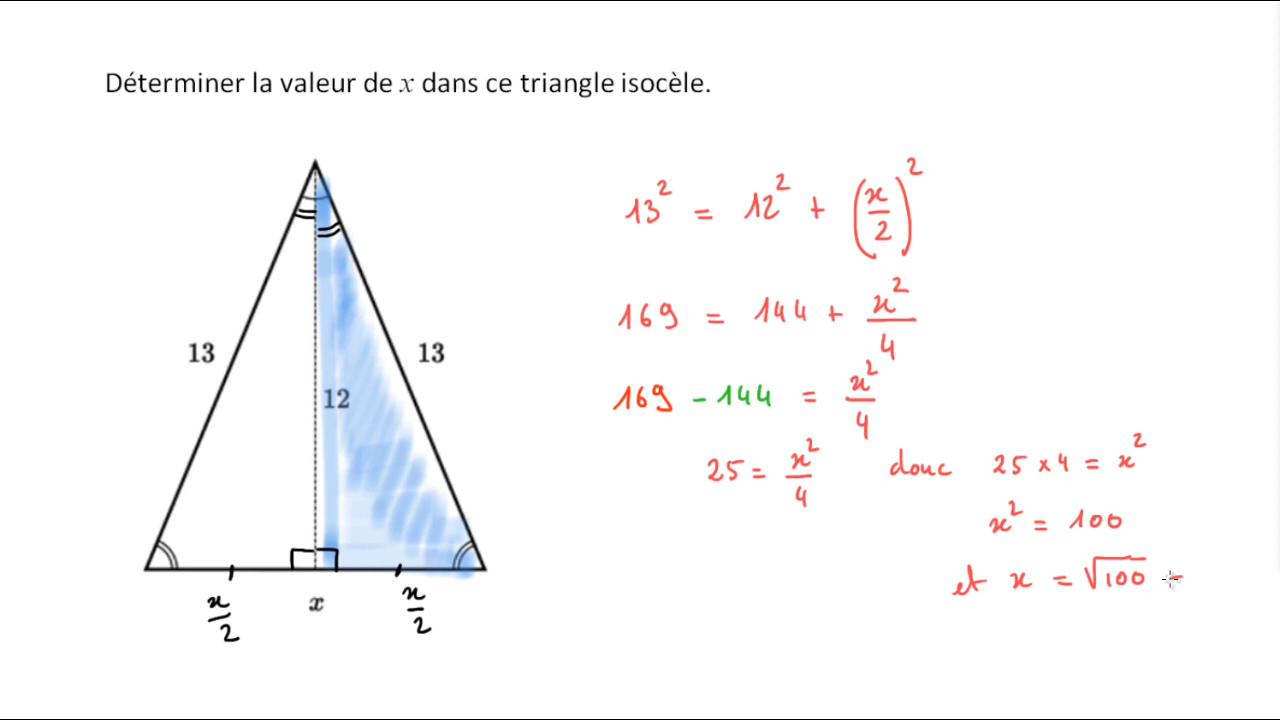 Déterminer la valeur de x dans ce triangle isocèle.
13
13
12
x/2
x
x/2
13² = 12² + (x/2)²
169 = 144 + x²/4
169 - 144 = x²/4
25 = x²/4 donc 25 × 4 = x²
x² = 100
et x = √100 =